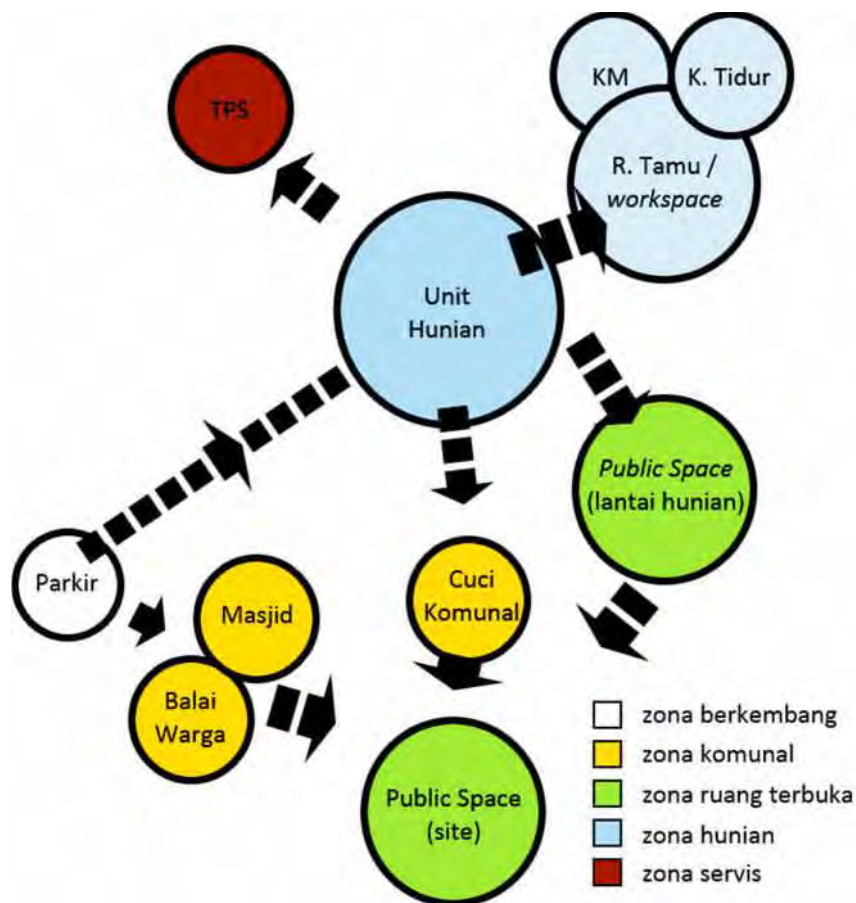 KM
K. Tidur
TPS
R. Tamu /
workspace
Unit
Hunian
Public Space
(lantai hunian)
Parkir
Masjid
Cuci
Komunal
Balai
Warga
Public Space
(site)
zona berkembang
zona komunal
zona ruang terbuka
zona hunian
zona servis